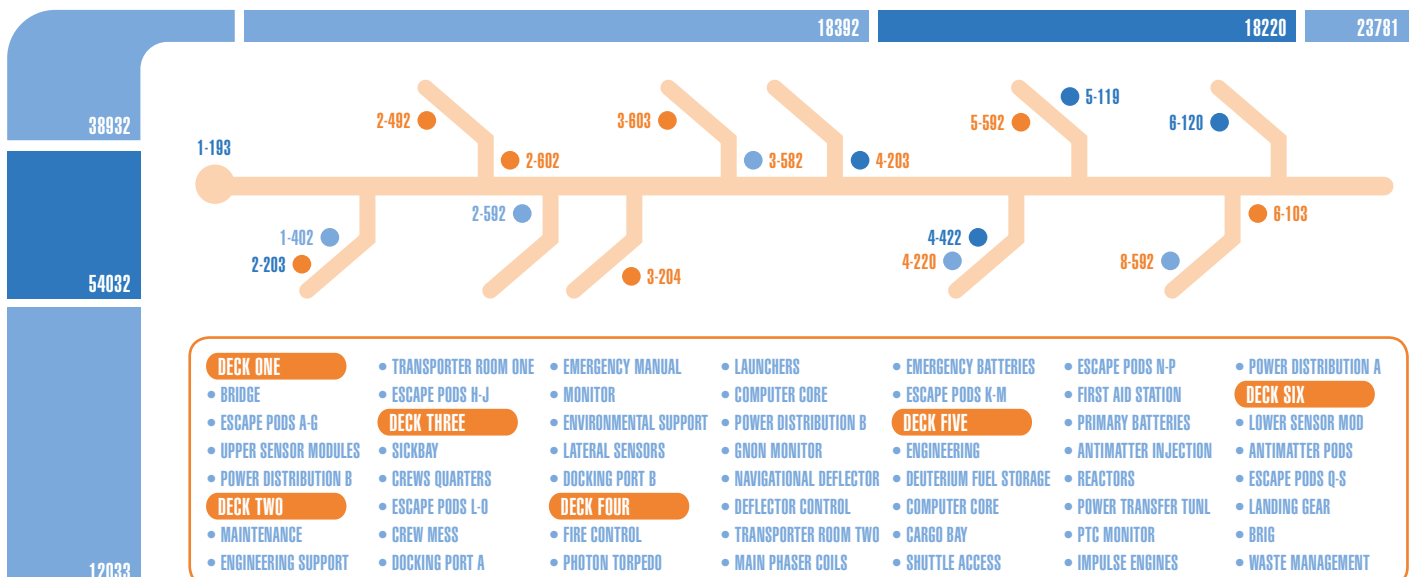 18392
18220
23781
38932
54032
12033
1-193
2-492
2-602
3-603
3-582
4-203
5-592
5-119
6-120
1-402
2-203
2-592
3-204
4-422
4-220
8-592
6-103
DECK ONE
BRIDGE
ESCAPE PODS A-G
UPPER SENSOR MODULES
POWER DISTRIBUTION B
DECK TWO
MAINTENANCE
ENGINEERING SUPPORT
TRANSPORTER ROOM ONE
ESCAPE PODS H-J
DECK THREE
SICKBAY
CREWS QUARTERS
ESCAPE PODS L-O
CREW MESS
DOCKING PORT A
EMERGENCY MANUAL
MONITOR
ENVIRONMENTAL SUPPORT
LATERAL SENSORS
DOCKING PORT B
DECK FOUR
FIRE CONTROL
PHOTON TORPEDO
LAUNCHERS
COMPUTER CORE
POWER DISTRIBUTION B
GNON MONITOR
NAVIGATIONAL DEFLECTOR
DEFLECTOR CONTROL
TRANSPORTER ROOM TWO
MAIN PHASER COILS
EMERGENCY BATTERIES
ESCAPE PODS K-M
DECK FIVE
ENGINEERING
DEUTERIUM FUEL STORAGE
COMPUTER CORE
CARGO BAY
SHUTTLE ACCESS
ESCAPE PODS N-P
FIRST AID STATION
PRIMARY BATTERIES
ANTIMATTER INJECTION
REACTORS
POWER TRANSFER TUNL
PTC MONITOR
IMPULSE ENGINES
POWER DISTRIBUTION A
DECK SIX
LOWER SENSOR MOD
ANTIMATTER PODS
ESCAPE PODS Q-S
LANDING GEAR
BRIG
WASTE MANAGEMENT